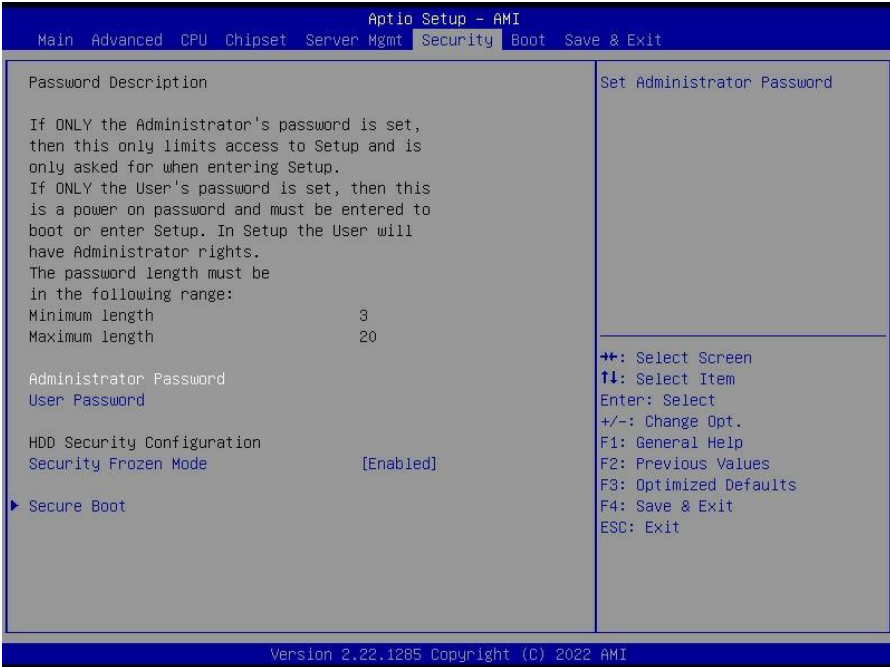 Aptio Setup – AMI
Main Advanced CPU Chipset Server Mgmt Security Boot Save & Exit
Password Description
If ONLY the Administrator's password is set,
then this only limits access to Setup and is
only asked for when entering Setup.
If ONLY the User's password is set, then this
is a power on password and must be entered to
boot or enter Setup. In Setup the User will
have Administrator rights.
The password length must be
in the following range:
Minimum length 3
Maximum length 20
Administrator Password
User Password
HDD Security Configuration
Security Frozen Mode [Enabled]
Secure Boot
Set Administrator Password
→←: Select Screen
↑↓: Select Item
Enter: Select
+/-: Change Opt.
F1: General Help
F2: Previous Values
F3: Optimized Defaults
F4: Save & Exit
ESC: Exit
Version 2.22.1285 Copyright (C) 2022 AMI